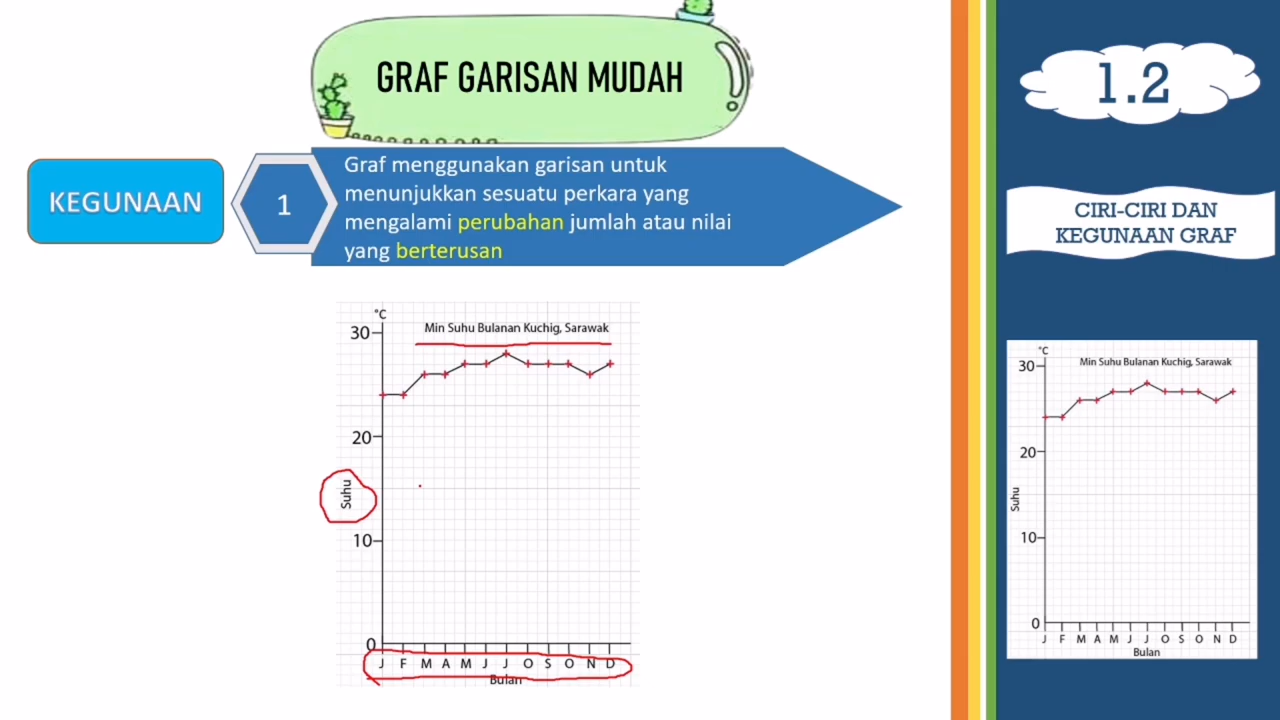 GRAF GARISAN MUDAH
KEGUNAAN
1
Graf menggunakan garisan untuk
menunjukkan sesuatu perkara yang
mengalami perubahan jumlah atau nilai
yang berterusan
°C
Min Suhu Bulanan Kuchig, Sarawak
30
20
Suhu
10
0
J F M A M J J O S O N D
Bulan
1.2
CIRI-CIRI DAN
KEGUNAAN GRAF
°C
Min Suhu Bulanan Kuchig, Sarawak
30
20
Suhu
10
0
J F M A M J J O S O N D
Bulan